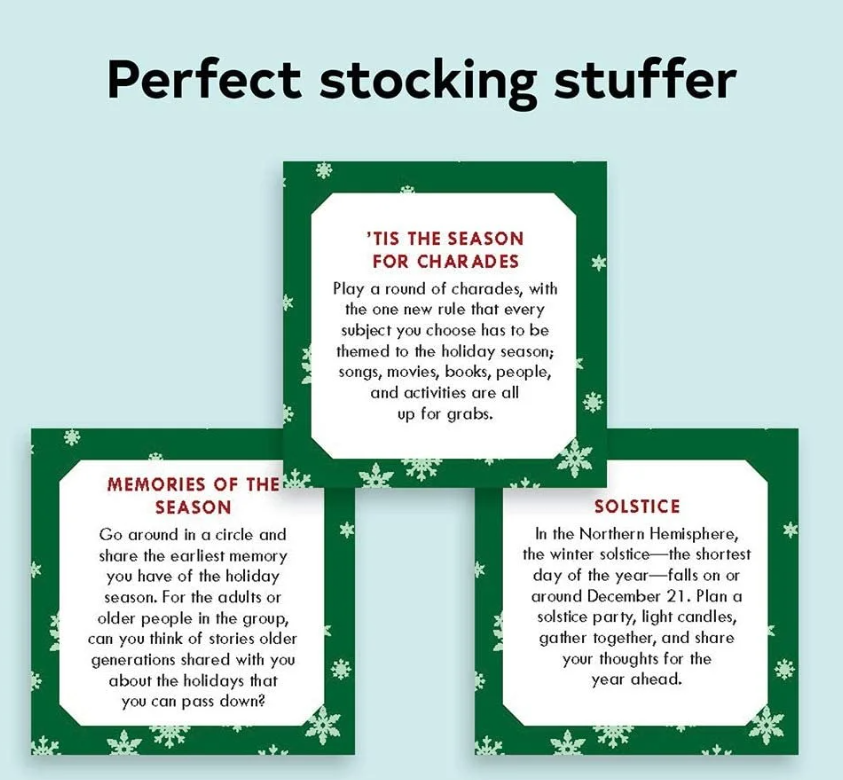 Perfect stocking stuffer
’TIS THE SEASON
FOR CHARADES
Play a round of charades, with
the one new rule that every
subject you choose has to be
themed to the holiday season;
songs, movies, books, people,
and activities are all
up for grabs.
MEMORIES OF THE
SEASON
Go around in a circle and
share the earliest memory
you have of the holiday
season. For the adults or
older people in the group,
can you think of stories older
generations shared with you
about the holidays that
you can pass down?
SOLSTICE
In the Northern Hemisphere,
the winter solstice—the shortest
day of the year—falls on or
around December 21. Plan a
solstice party, light candles,
gather together, and share
your thoughts for the
year ahead.